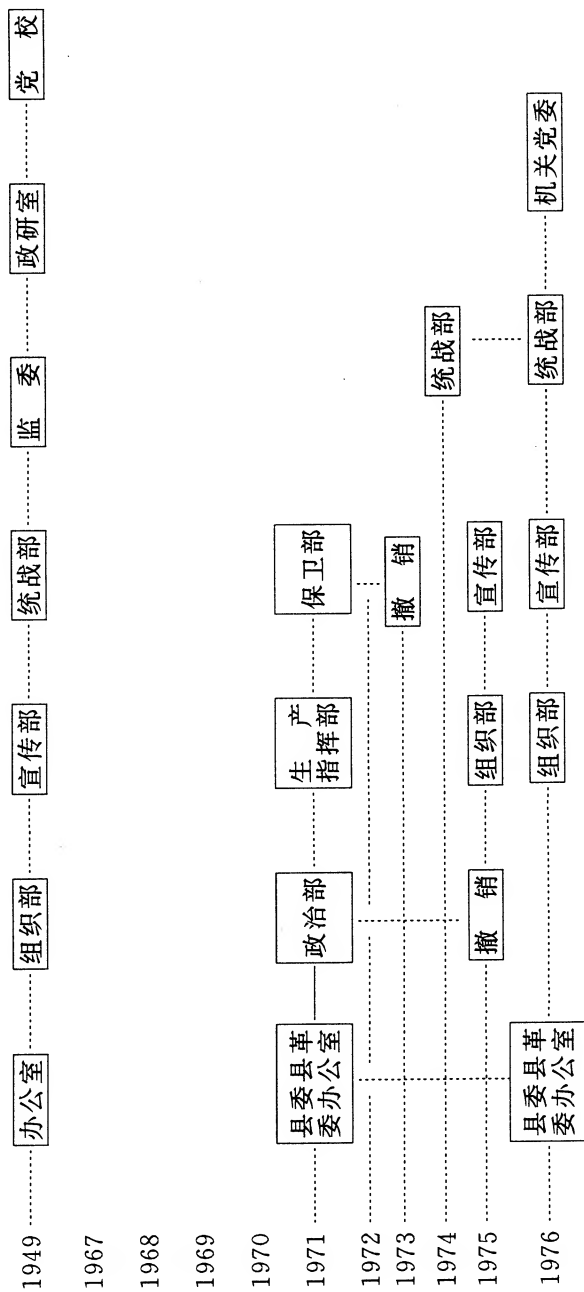 1949 办公室 组织部 宣传部 统战部 监 委 政研室 党 校
1967
1968
1969
1970
1971 县委县革委办公室 政治部 生产指挥部 保卫部
1972
1973 撤 销
1974 统战部
1975 撤 销 组织部 宣传部
1976 县委县革委办公室 组织部 宣传部 统战部 机关党委